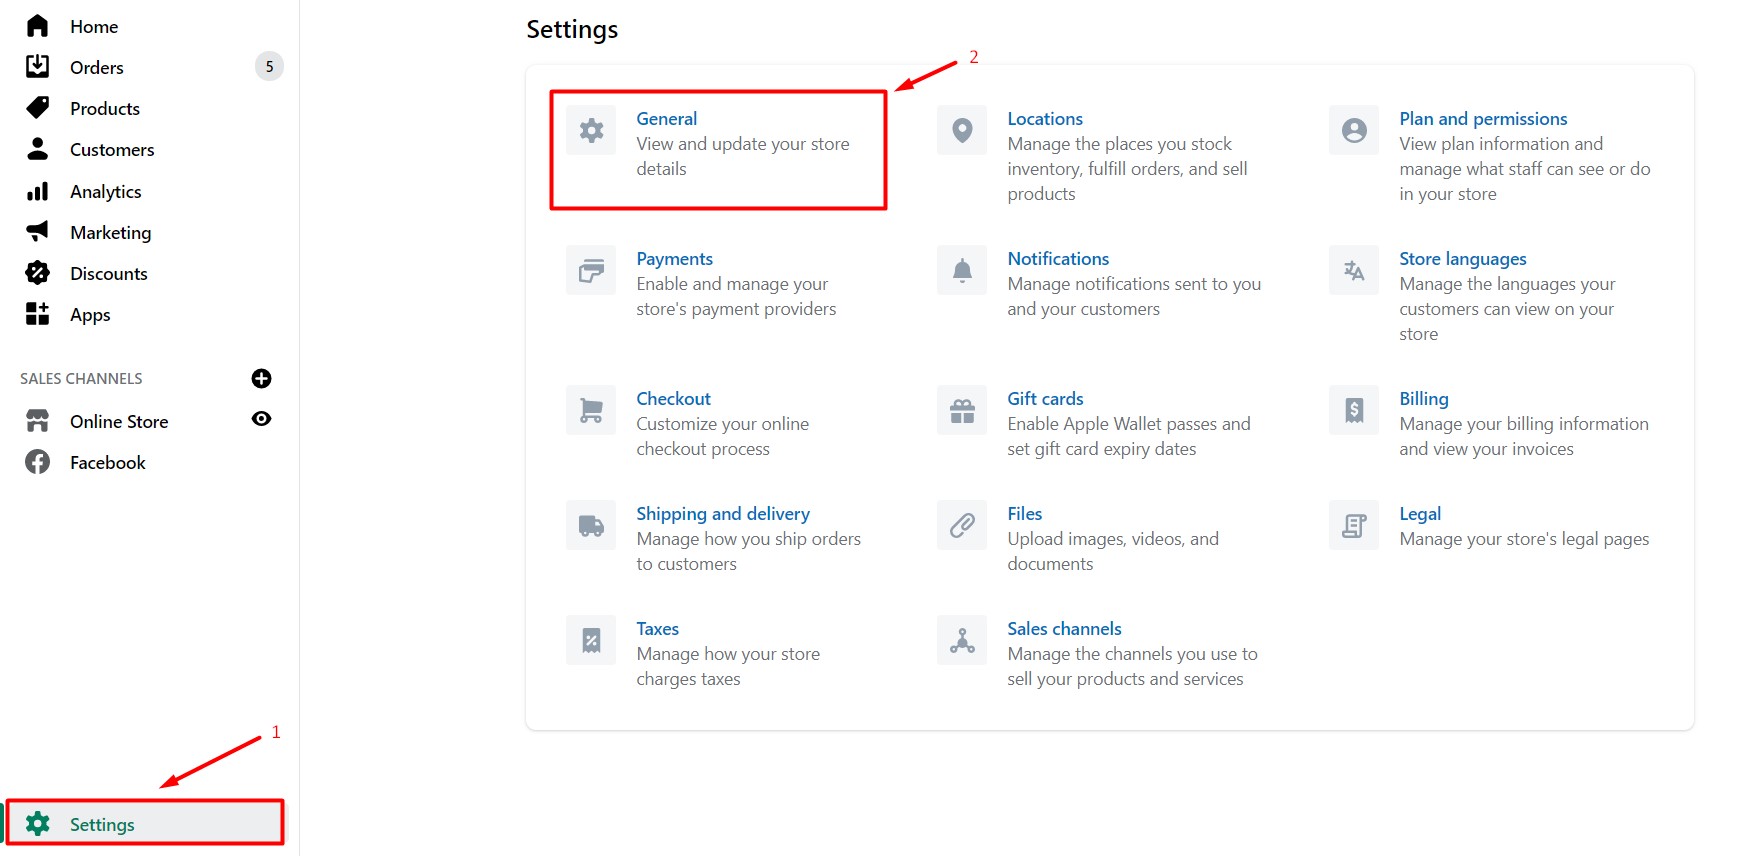 Home
Orders
5
Products
Customers
Analytics
Marketing
Discounts
Apps
SALES CHANNELS
Online Store
Facebook
1
Settings
Settings
2
General
View and update your store
details
Locations
Manage the places you stock
inventory, fulfill orders, and sell
products
Plan and permissions
View plan information and
manage what staff can see or do
in your store
Payments
Enable and manage your
store's payment providers
Notifications
Manage notifications sent to you
and your customers
Store languages
Manage the languages your
customers can view on your
store
Checkout
Customize your online
checkout process
Gift cards
Enable Apple Wallet passes and
set gift card expiry dates
Billing
Manage your billing information
and view your invoices
Shipping and delivery
Manage how you ship orders
to customers
Files
Upload images, videos, and
documents
Legal
Manage your store's legal pages
Taxes
Manage how your store
charges taxes
Sales channels
Manage the channels you use to
sell your products and services